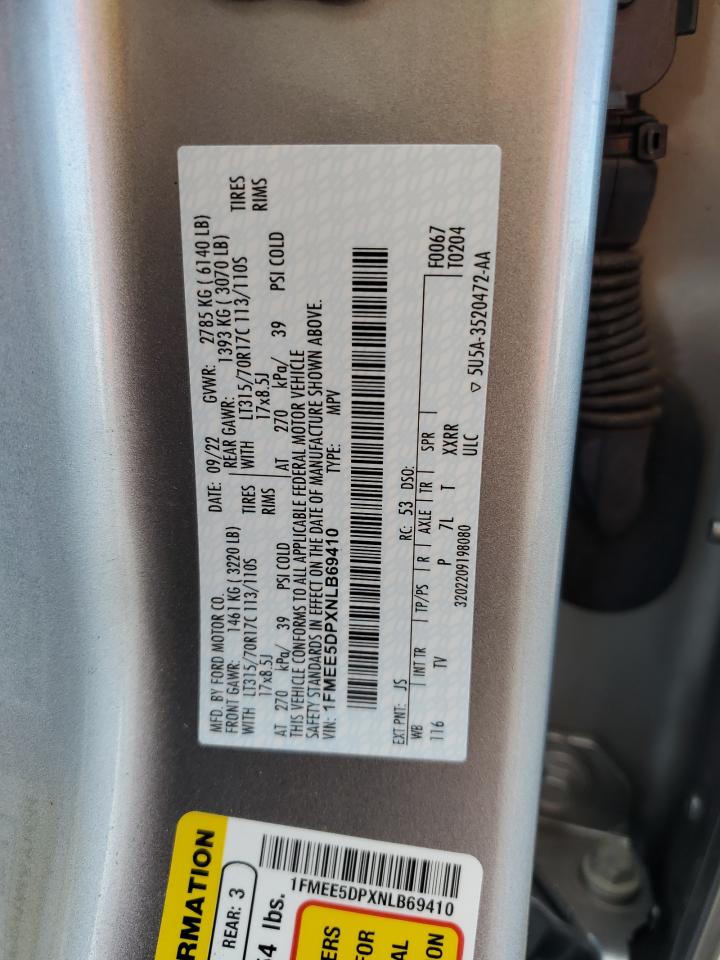 MFD. BY FORD MOTOR CO.
DATE: 09/22 GVWR: 2785 KG ( 6140 LB)
FRONT GAWR: 1461 KG ( 3220 LB) REAR GAWR: 1393 KG ( 3070 LB)
WITH LT315/70R17C 113/110S TIRES WITH LT315/70R17C 113/110S TIRES
17x8.5J RIMS 17x8.5J RIMS
AT 270 kPa/ 39 PSI COLD AT 270 kPa/ 39 PSI COLD
THIS VEHICLE CONFORMS TO ALL APPLICABLE FEDERAL MOTOR VEHICLE
SAFETY STANDARDS IN EFFECT ON THE DATE OF MANUFACTURE SHOWN ABOVE.
VIN: 1FMEE5DPXNLB69410 TYPE: MPV
EXT PNT: JS RC: 53 DSO: F0067
WB INT TR TP/PS R AXLE TR SPR T0204
116 TV P 7L T XXRR
3202209198080 ULC ▽ 5U5A-3520472-AA
RMATION
REAR: 3
54 lbs.
1FMEE5DPXNLB69410
ERS
FOR
AL
ON